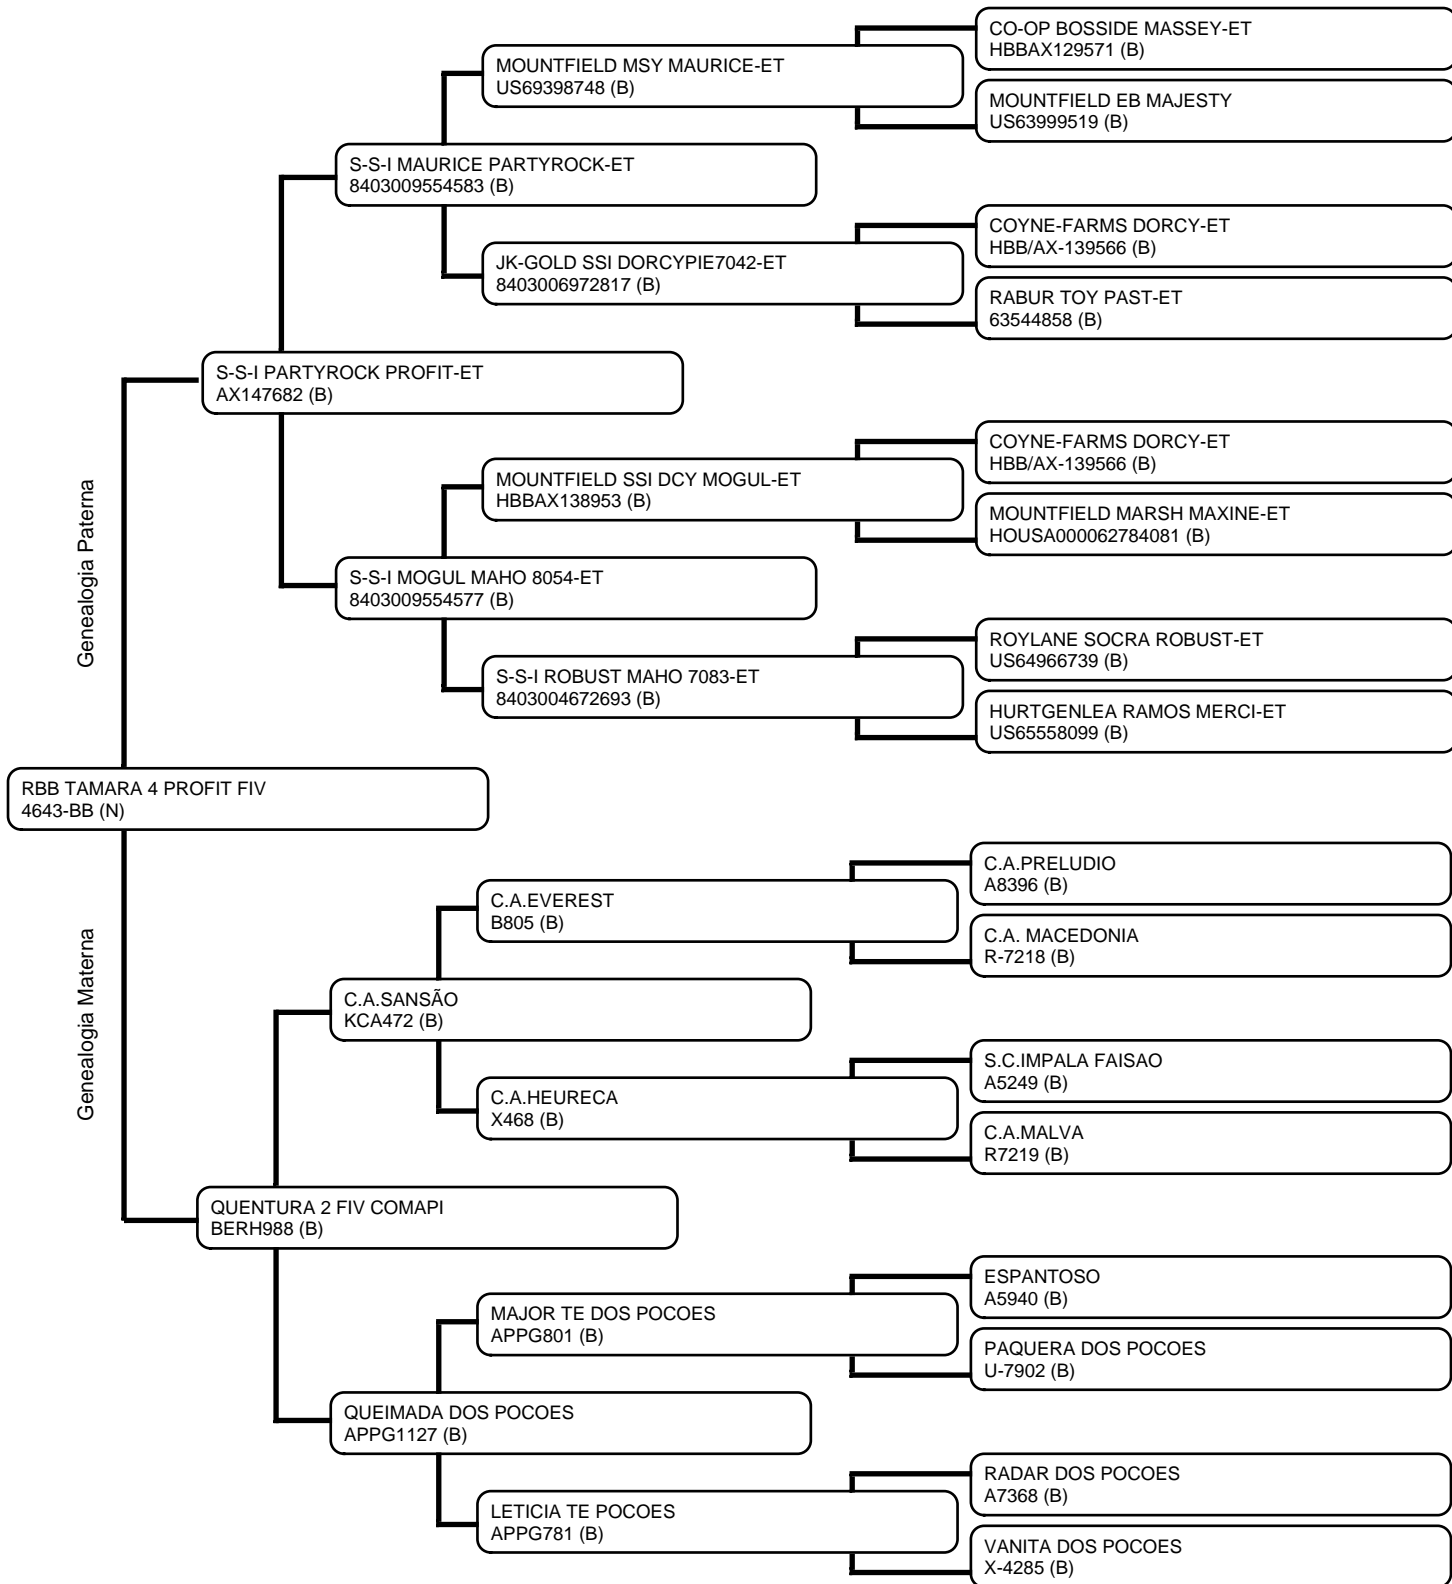 CO-OP BOSSIDE MASSEY-ET
HBBAX129571 (B)
MOUNTFIELD MSY MAURICE-ET
US69398748 (B)
MOUNTFIELD EB MAJESTY
US63999519 (B)
S-S-I MAURICE PARTYROCK-ET
8403009554583 (B)
COYNE-FARMS DORCY-ET
HBB/AX-139566 (B)
JK-GOLD SSI DORCYPIE7042-ET
8403006972817 (B)
RABUR TOY PAST-ET
63544858 (B)
S-S-I PARTYROCK PROFIT-ET
AX147682 (B)
COYNE-FARMS DORCY-ET
HBB/AX-139566 (B)
MOUNTFIELD SSI DCY MOGUL-ET
HBBAX138953 (B)
MOUNTFIELD MARSH MAXINE-ET
HOUSA000062784081 (B)
S-S-I MOGUL MAHO 8054-ET
8403009554577 (B)
ROYLANE SOCRA ROBUST-ET
US64966739 (B)
S-S-I ROBUST MAHO 7083-ET
8403004672693 (B)
HURTGENLEA RAMOS MERCI-ET
US65558099 (B)
Genealogia Paterna
RBB TAMARA 4 PROFIT FIV
4643-BB (N)
Genealogia Materna
C.A.PRELUDIO
A8396 (B)
C.A.EVEREST
B805 (B)
C.A. MACEDONIA
R-7218 (B)
C.A.SANSÃO
KCA472 (B)
S.C.IMPALA FAISAO
A5249 (B)
C.A.HEURECA
X468 (B)
C.A.MALVA
R7219 (B)
QUENTURA 2 FIV COMAPI
BERH988 (B)
ESPANTOSO
A5940 (B)
MAJOR TE DOS POCOES
APPG801 (B)
PAQUERA DOS POCOES
U-7902 (B)
QUEIMADA DOS POCOES
APPG1127 (B)
RADAR DOS POCOES
A7368 (B)
LETICIA TE POCOES
APPG781 (B)
VANITA DOS POCOES
X-4285 (B)